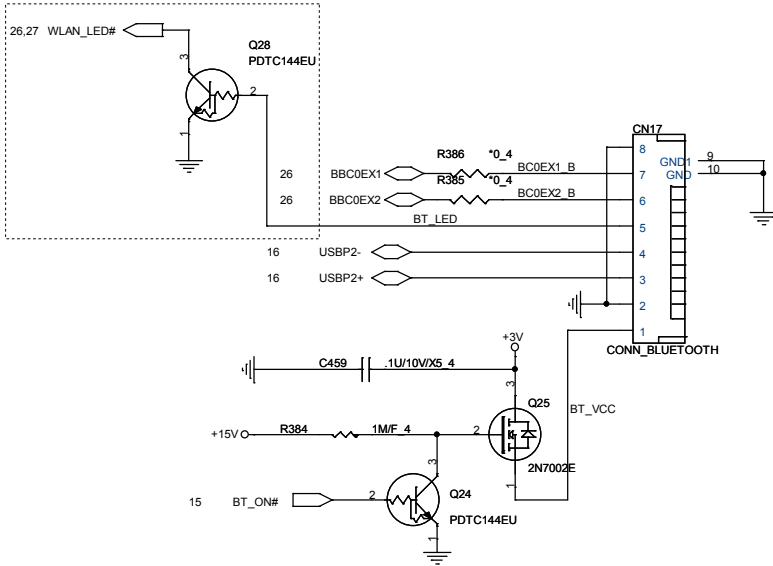 26,27 WLAN_LED#
3
Q28
PDTC144EU
2
1
CN17
8
R386 *0_4
GND1 9
26 BBC0EX1 BC0EX1_B 7 GND 10
R385 *0_4
26 BBC0EX2 BC0EX2_B 6
BT_LED 5
16 USBP2- 4
16 USBP2+ 3
2
1
+3V
CONN_BLUETOOTH
C459 .1U/10V/X5_4
3
Q25
BT_VCC
+15V R384 1M/F_4 2
2N7002E
3
1
Q24
15 BT_ON# 2
PDTC144EU
1